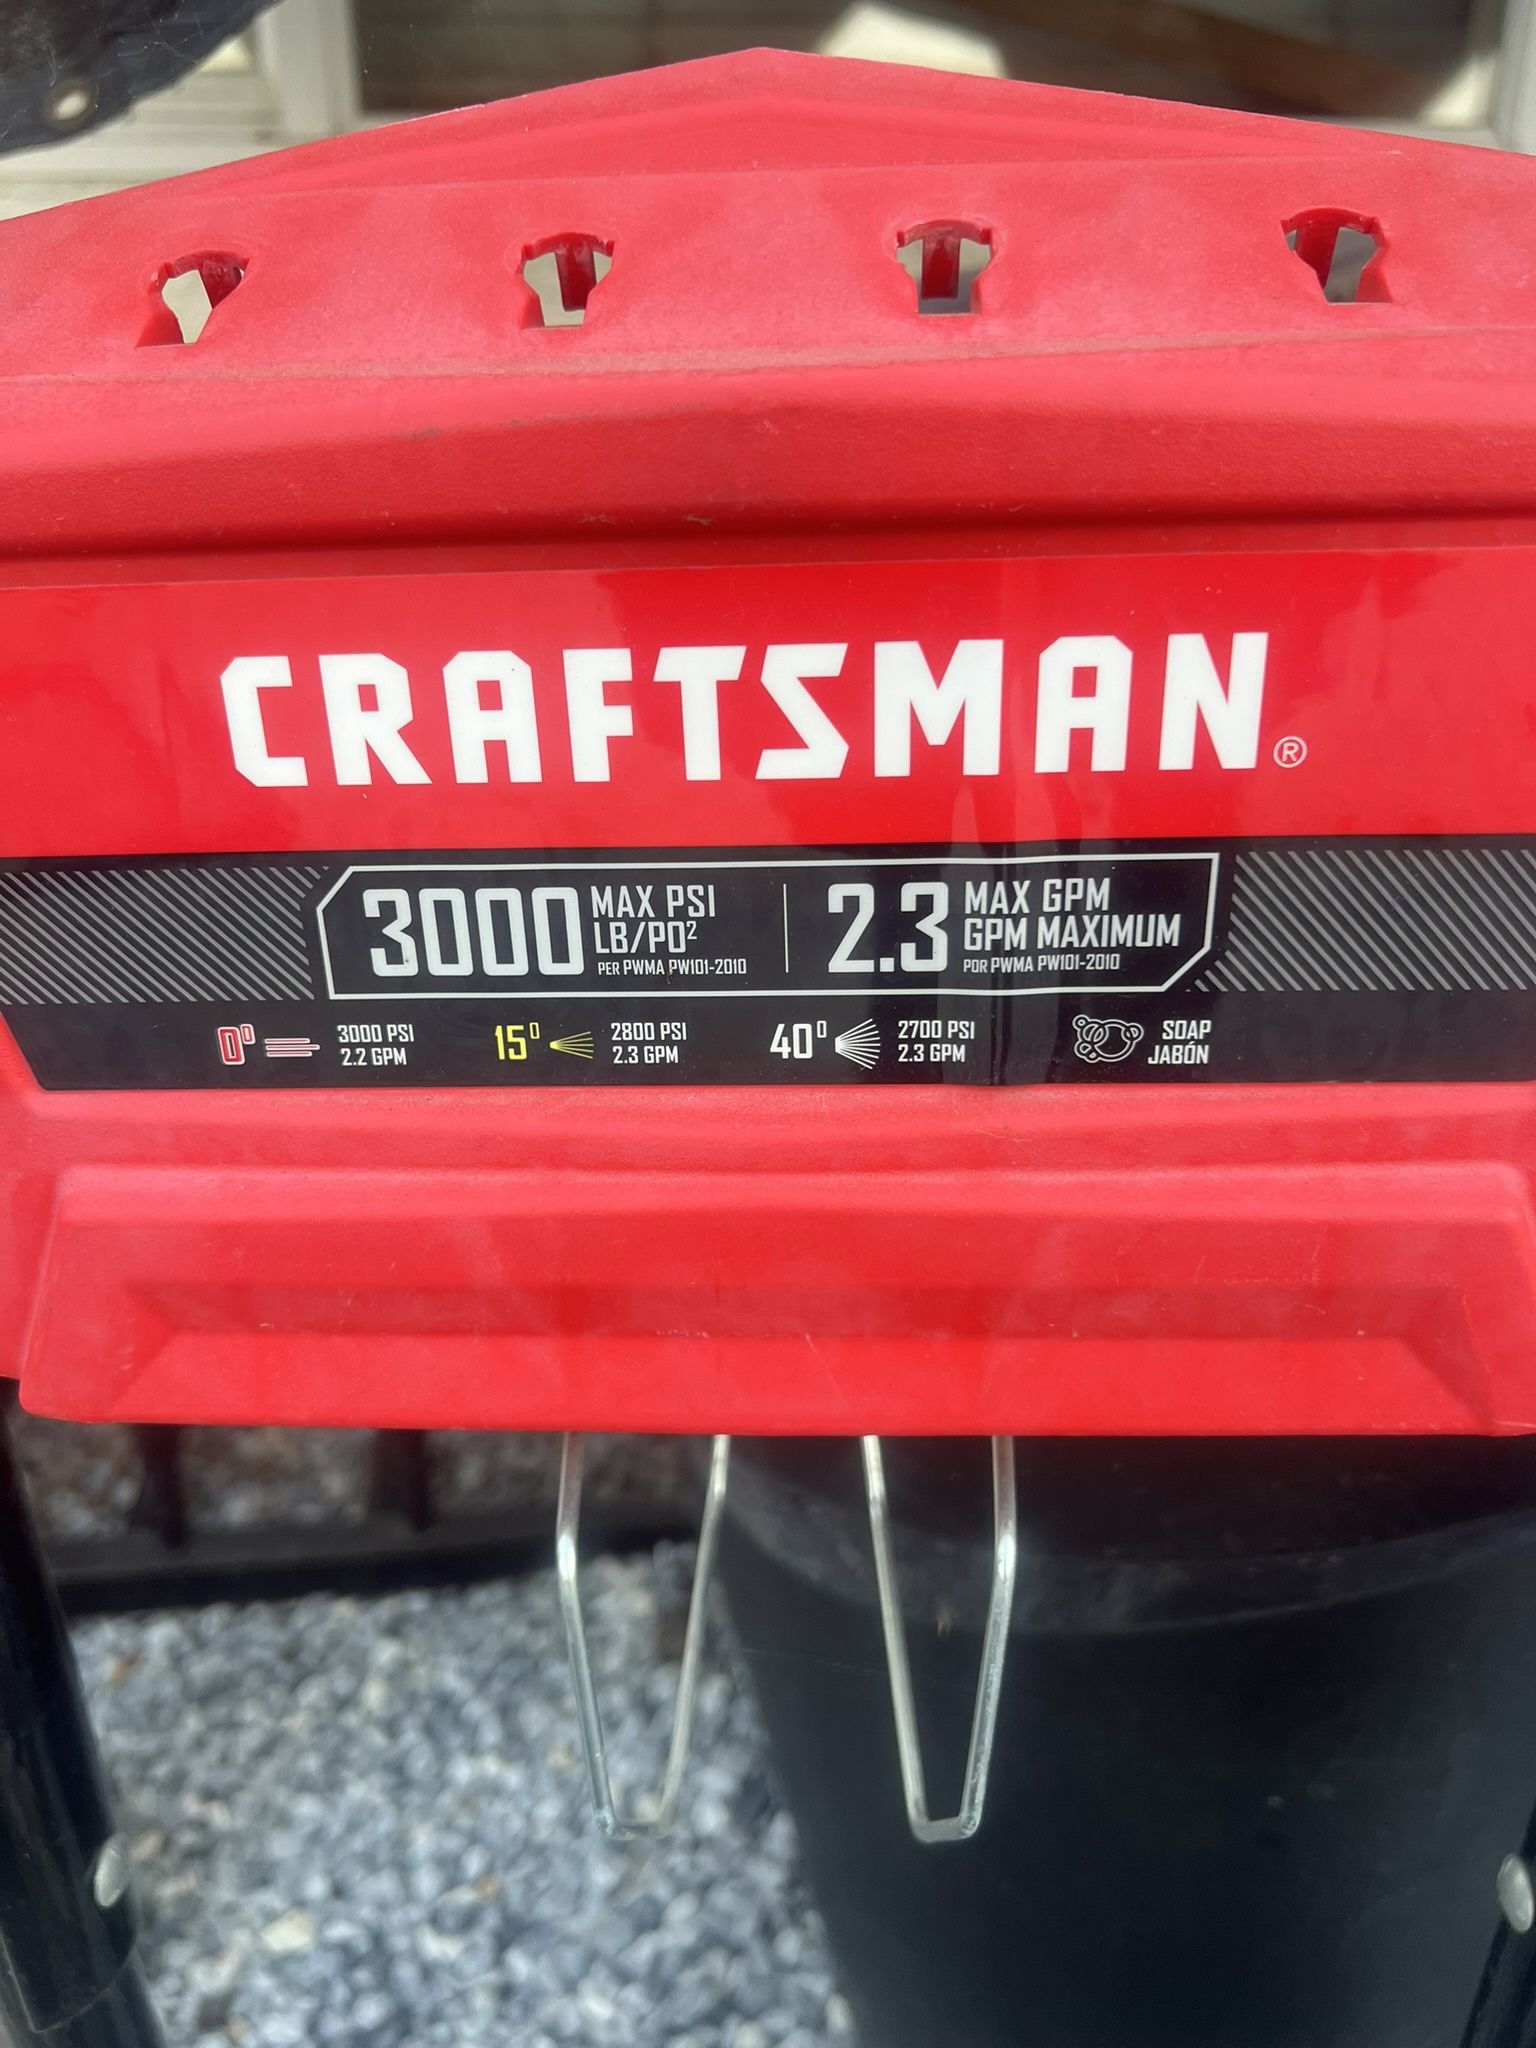 CRAFTSMAN®
3000 MAX PSI
LB/PO²
PER PWMA PW101-2010
2.3 MAX GPM
GPM MAXIMUM
POR PWMA PW101-2010
0° 3000 PSI
2.2 GPM
15° 2800 PSI
2.3 GPM
40° 2700 PSI
2.3 GPM
SOAP
JABÓN